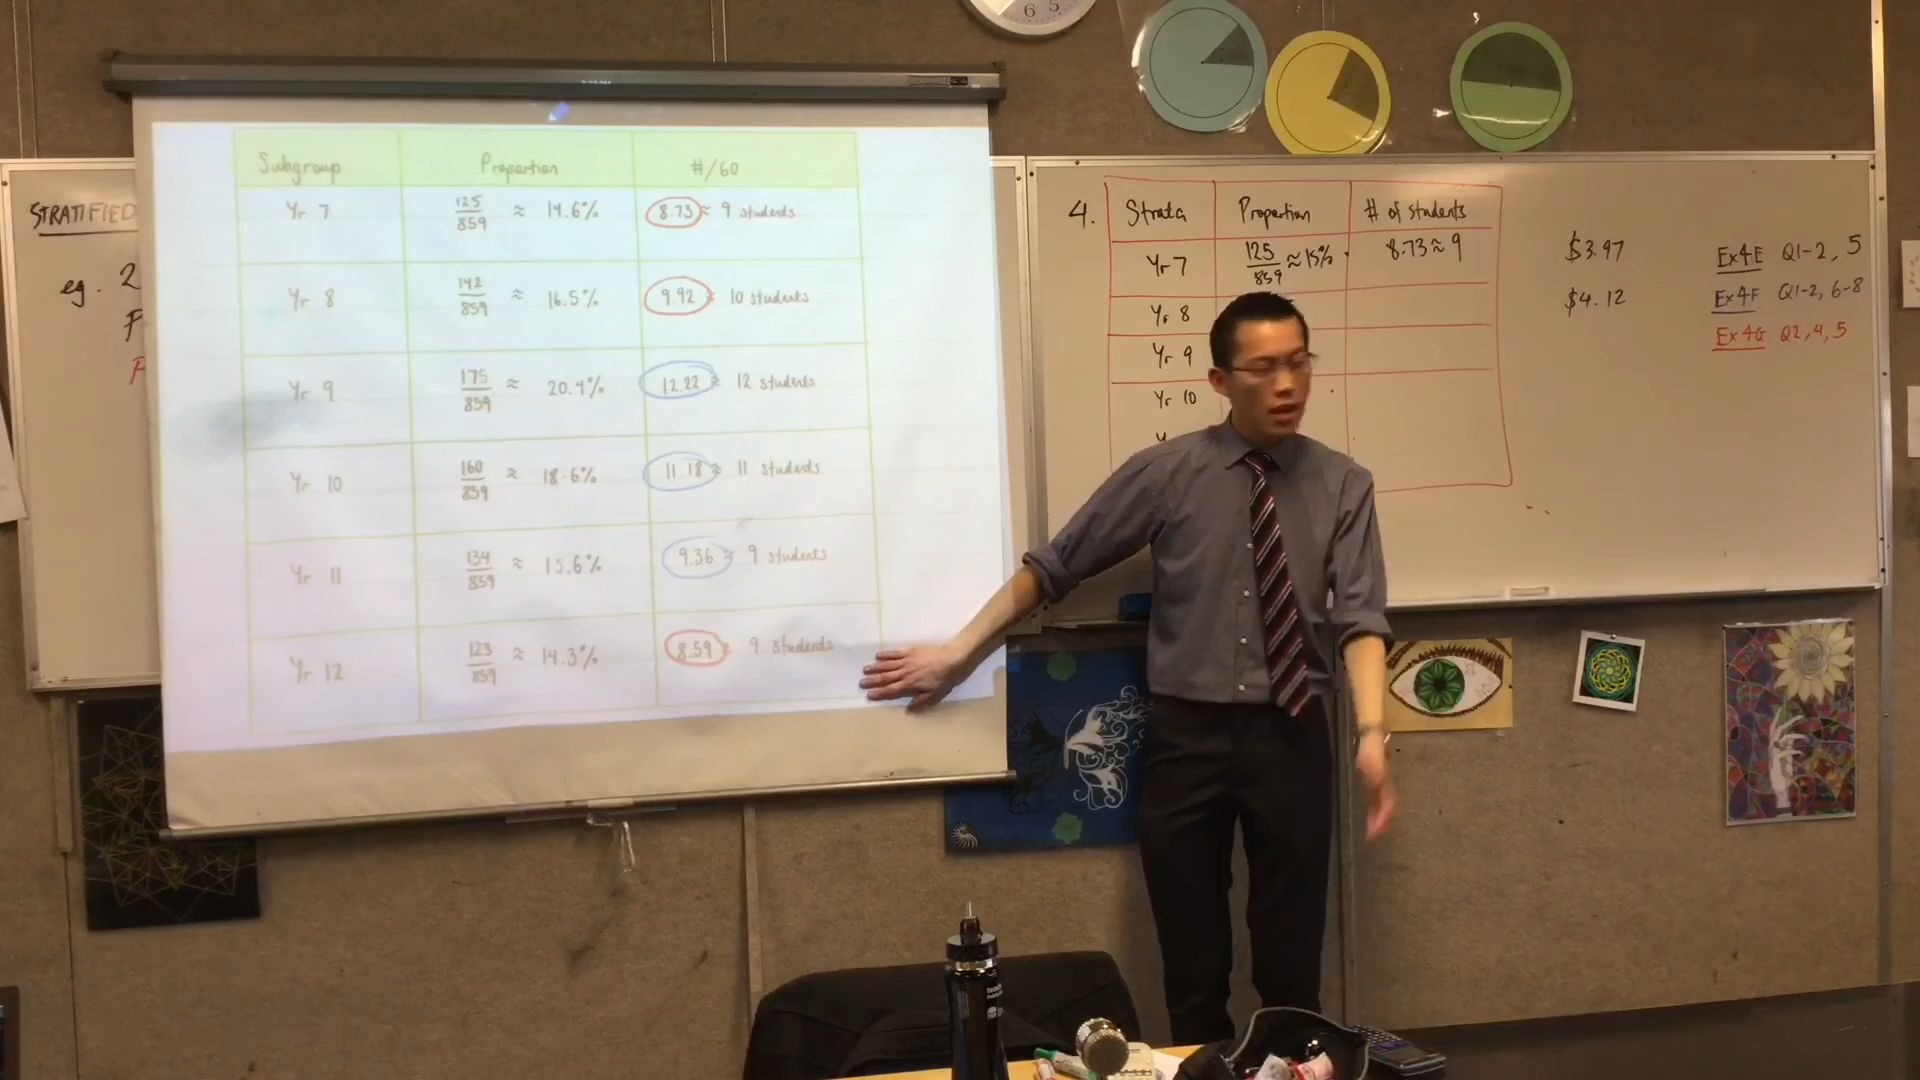 6 5
STRATIFIED
eg. 2
Subgroup Proportion #/60
Yr 7 125/859 ≈ 14.6% 8.73 ≈ 9 students
Yr 8 142/859 ≈ 16.5% 9.92 ≈ 10 students
Yr 9 175/859 ≈ 20.4% 12.22 ≈ 12 students
Yr 10 160/859 ≈ 18.6% 11.18 ≈ 11 students
Yr 11 134/859 ≈ 15.6% 9.36 ≈ 9 students
Yr 12 123/859 ≈ 14.3% 8.59 ≈ 9 students
4. Strata Proportion # of students
Yr 7 125/859 ≈ 15% 8.73 ≈ 9
Yr 8
Yr 9
Yr 10
$3.97
$4.12
Ex4E Q1-2, 5
Ex4F Q1-2, 6-8
Ex4G Q2, 4, 5